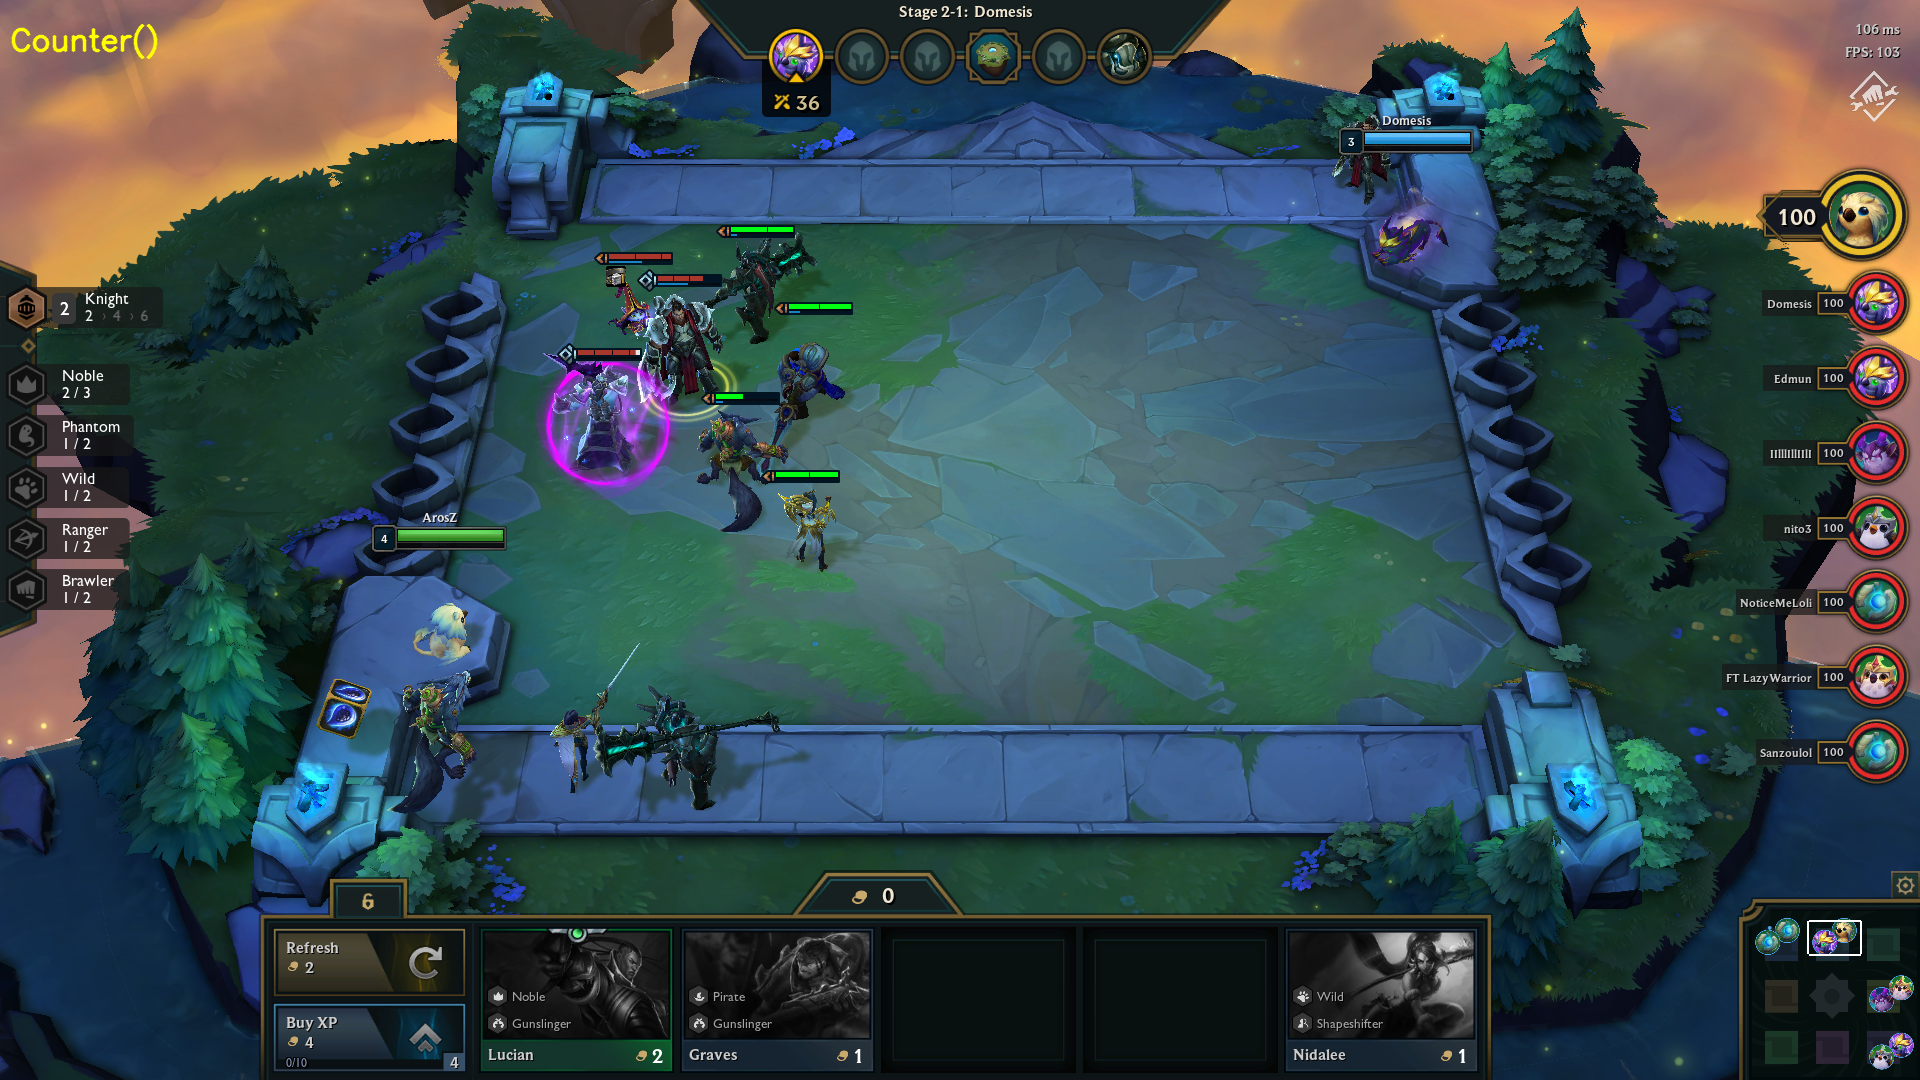 Counter()
Stage 2-1: Domesis
36
106 ms
FPS: 103
Domesis
3
100
2 Knight
2 › 4 › 6
Noble
2 / 3
Phantom
1 / 2
Wild
1 / 2
Ranger
1 / 2
Brawler
1 / 2
Domesis 100
Edmun 100
100
nito3 100
NoticeMeLoli 100
FT LazyWarrior 100
Sanzoulol 100
ArosZ
4
6
0
Refresh
2
Buy XP
4
0/10
4
Noble
Gunslinger
Lucian 2
Pirate
Gunslinger
Graves 1
Wild
Shapeshifter
Nidalee 1